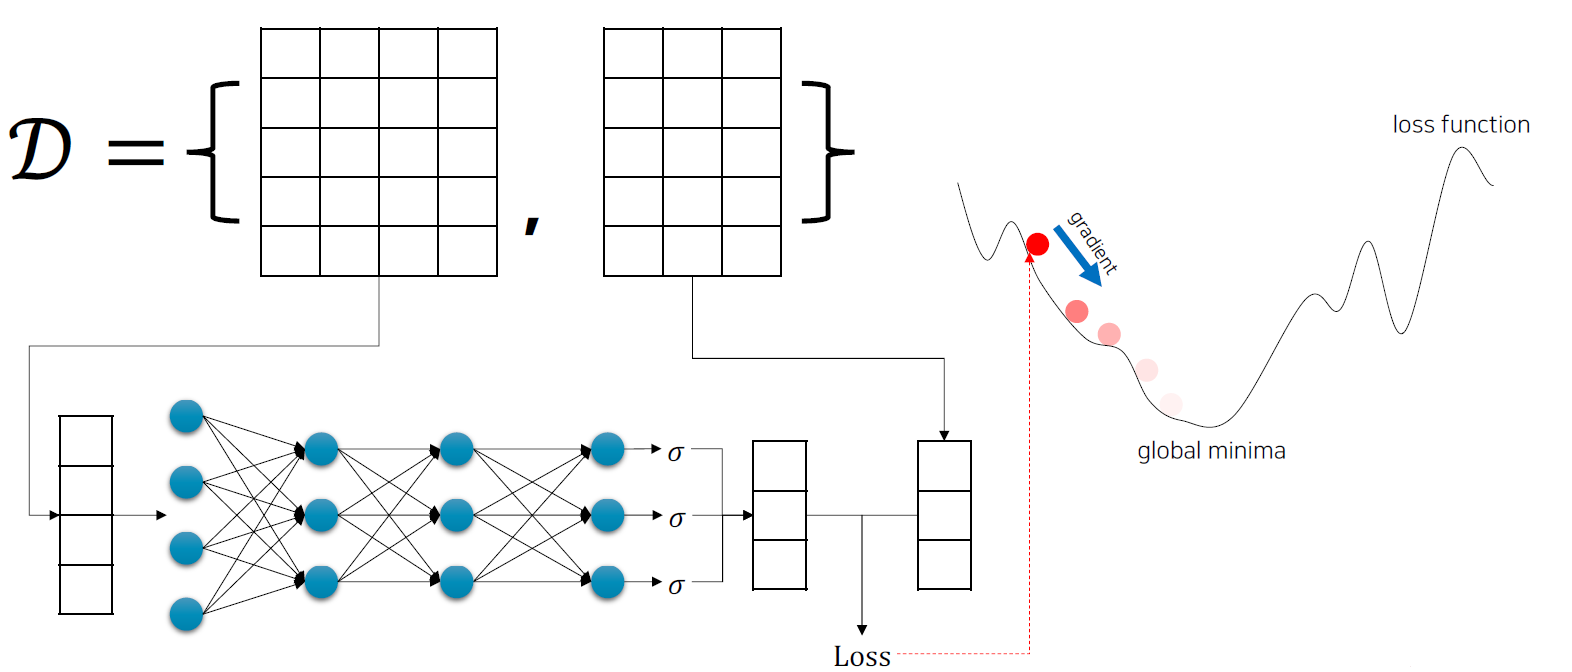 𝒟 = { , }
loss function
gradient
global minima
σ
σ
σ
Loss